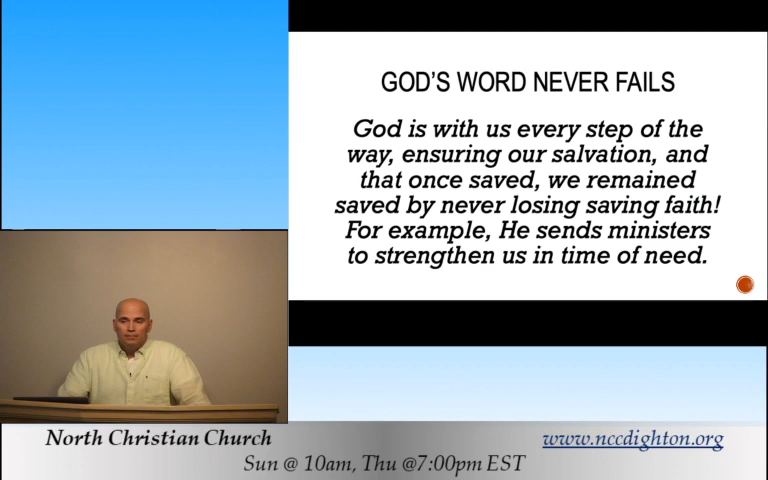 GOD'S WORD NEVER FAILS
God is with us every step of the
way, ensuring our salvation, and
that once saved, we remained
saved by never losing saving faith!
For example, He sends ministers
to strengthen us in time of need.
North Christian Church
www.nccdighton.org
Sun @ 10am, Thu @7:00pm EST